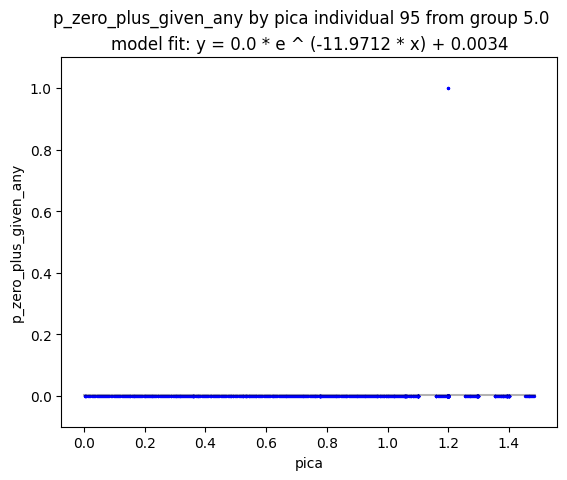 p_zero_plus_given_any by pica individual 95 from group 5.0
model fit: y = 0.0 * e ^ (-11.9712 * x) + 0.0034
1.0
0.8
0.6
0.4
0.2
0.0
p_zero_plus_given_any
0.0 0.2 0.4 0.6 0.8 1.0 1.2 1.4
pica